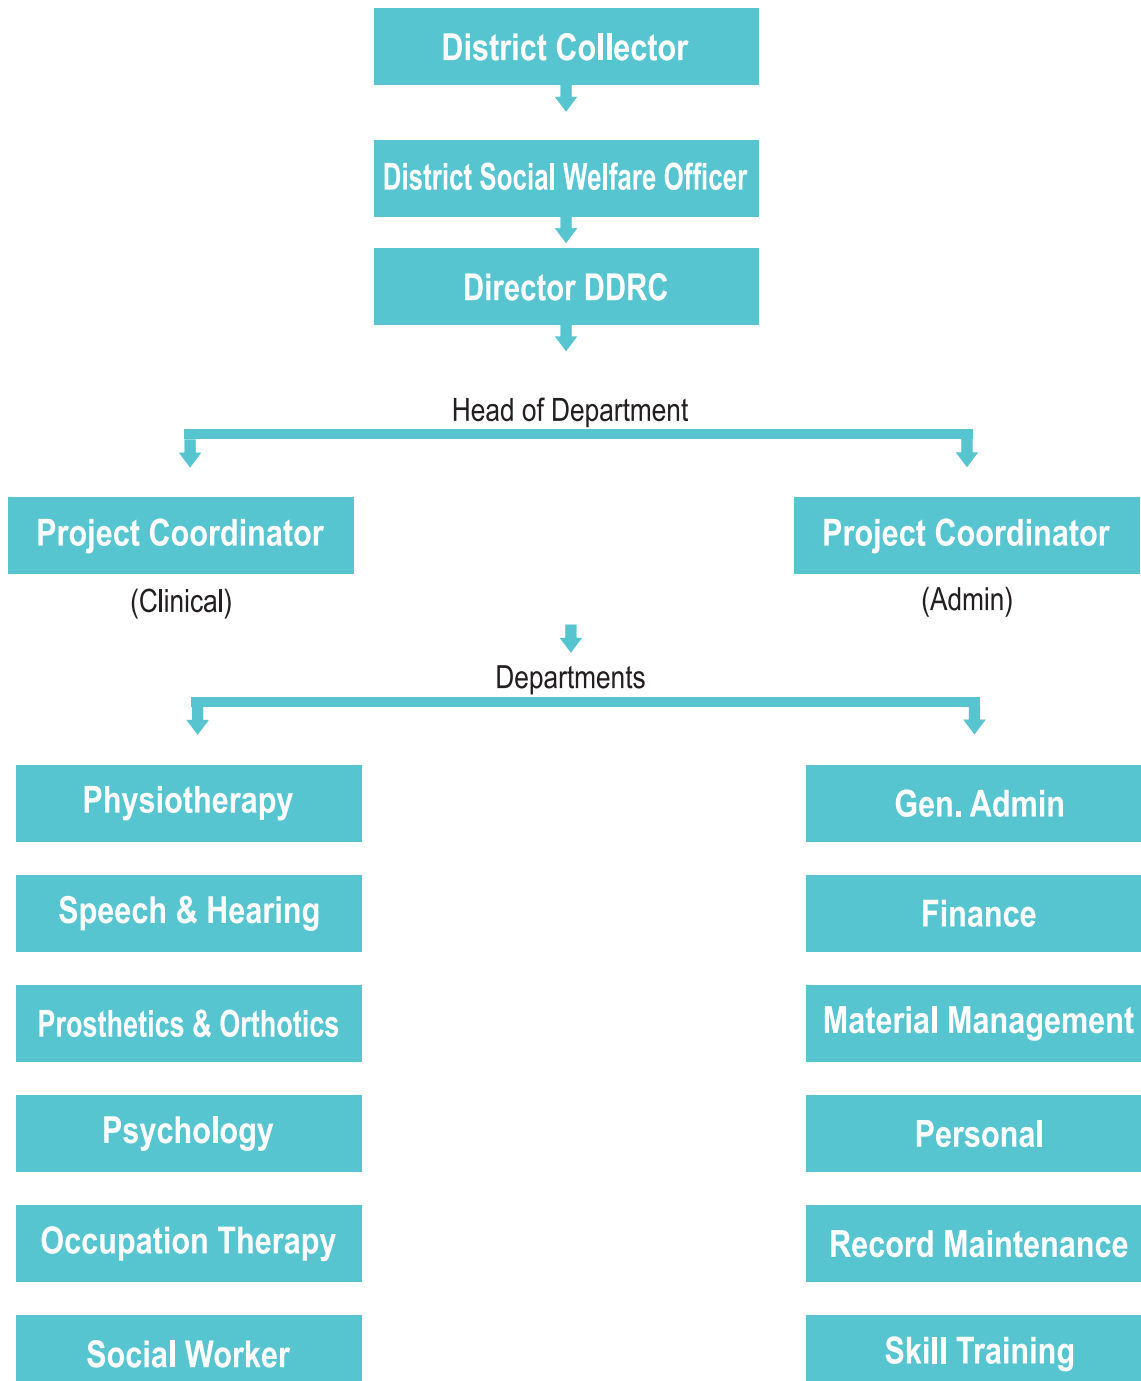 District Collector
District Social Welfare Officer
Director DDRC
Head of Department
Project Coordinator
(Clinical)
Project Coordinator
(Admin)
Departments
Physiotherapy
Speech & Hearing
Prosthetics & Orthotics
Psychology
Occupation Therapy
Social Worker
Gen. Admin
Finance
Material Management
Personal
Record Maintenance
Skill Training